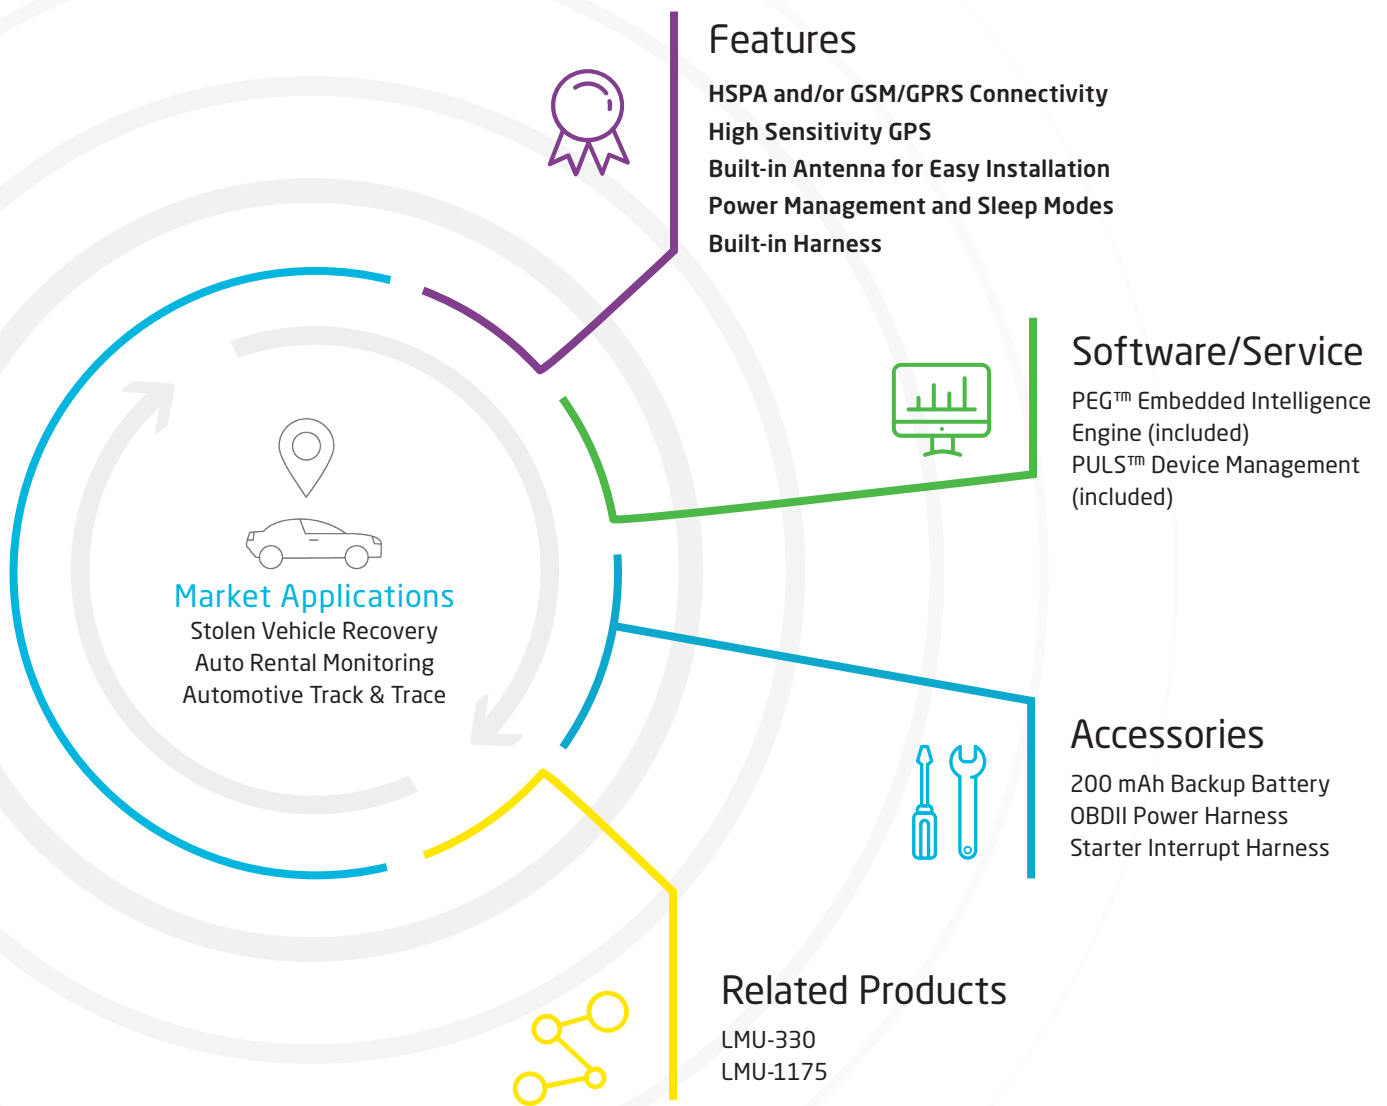 Features
HSPA and/or GSM/GPRS Connectivity
High Sensitivity GPS
Built-in Antenna for Easy Installation
Power Management and Sleep Modes
Built-in Harness
Software/Service
PEG™ Embedded Intelligence
Engine (included)
PULS™ Device Management
(included)
Market Applications
Stolen Vehicle Recovery
Auto Rental Monitoring
Automotive Track & Trace
Accessories
200 mAh Backup Battery
OBDII Power Harness
Starter Interrupt Harness
Related Products
LMU-330
LMU-1175